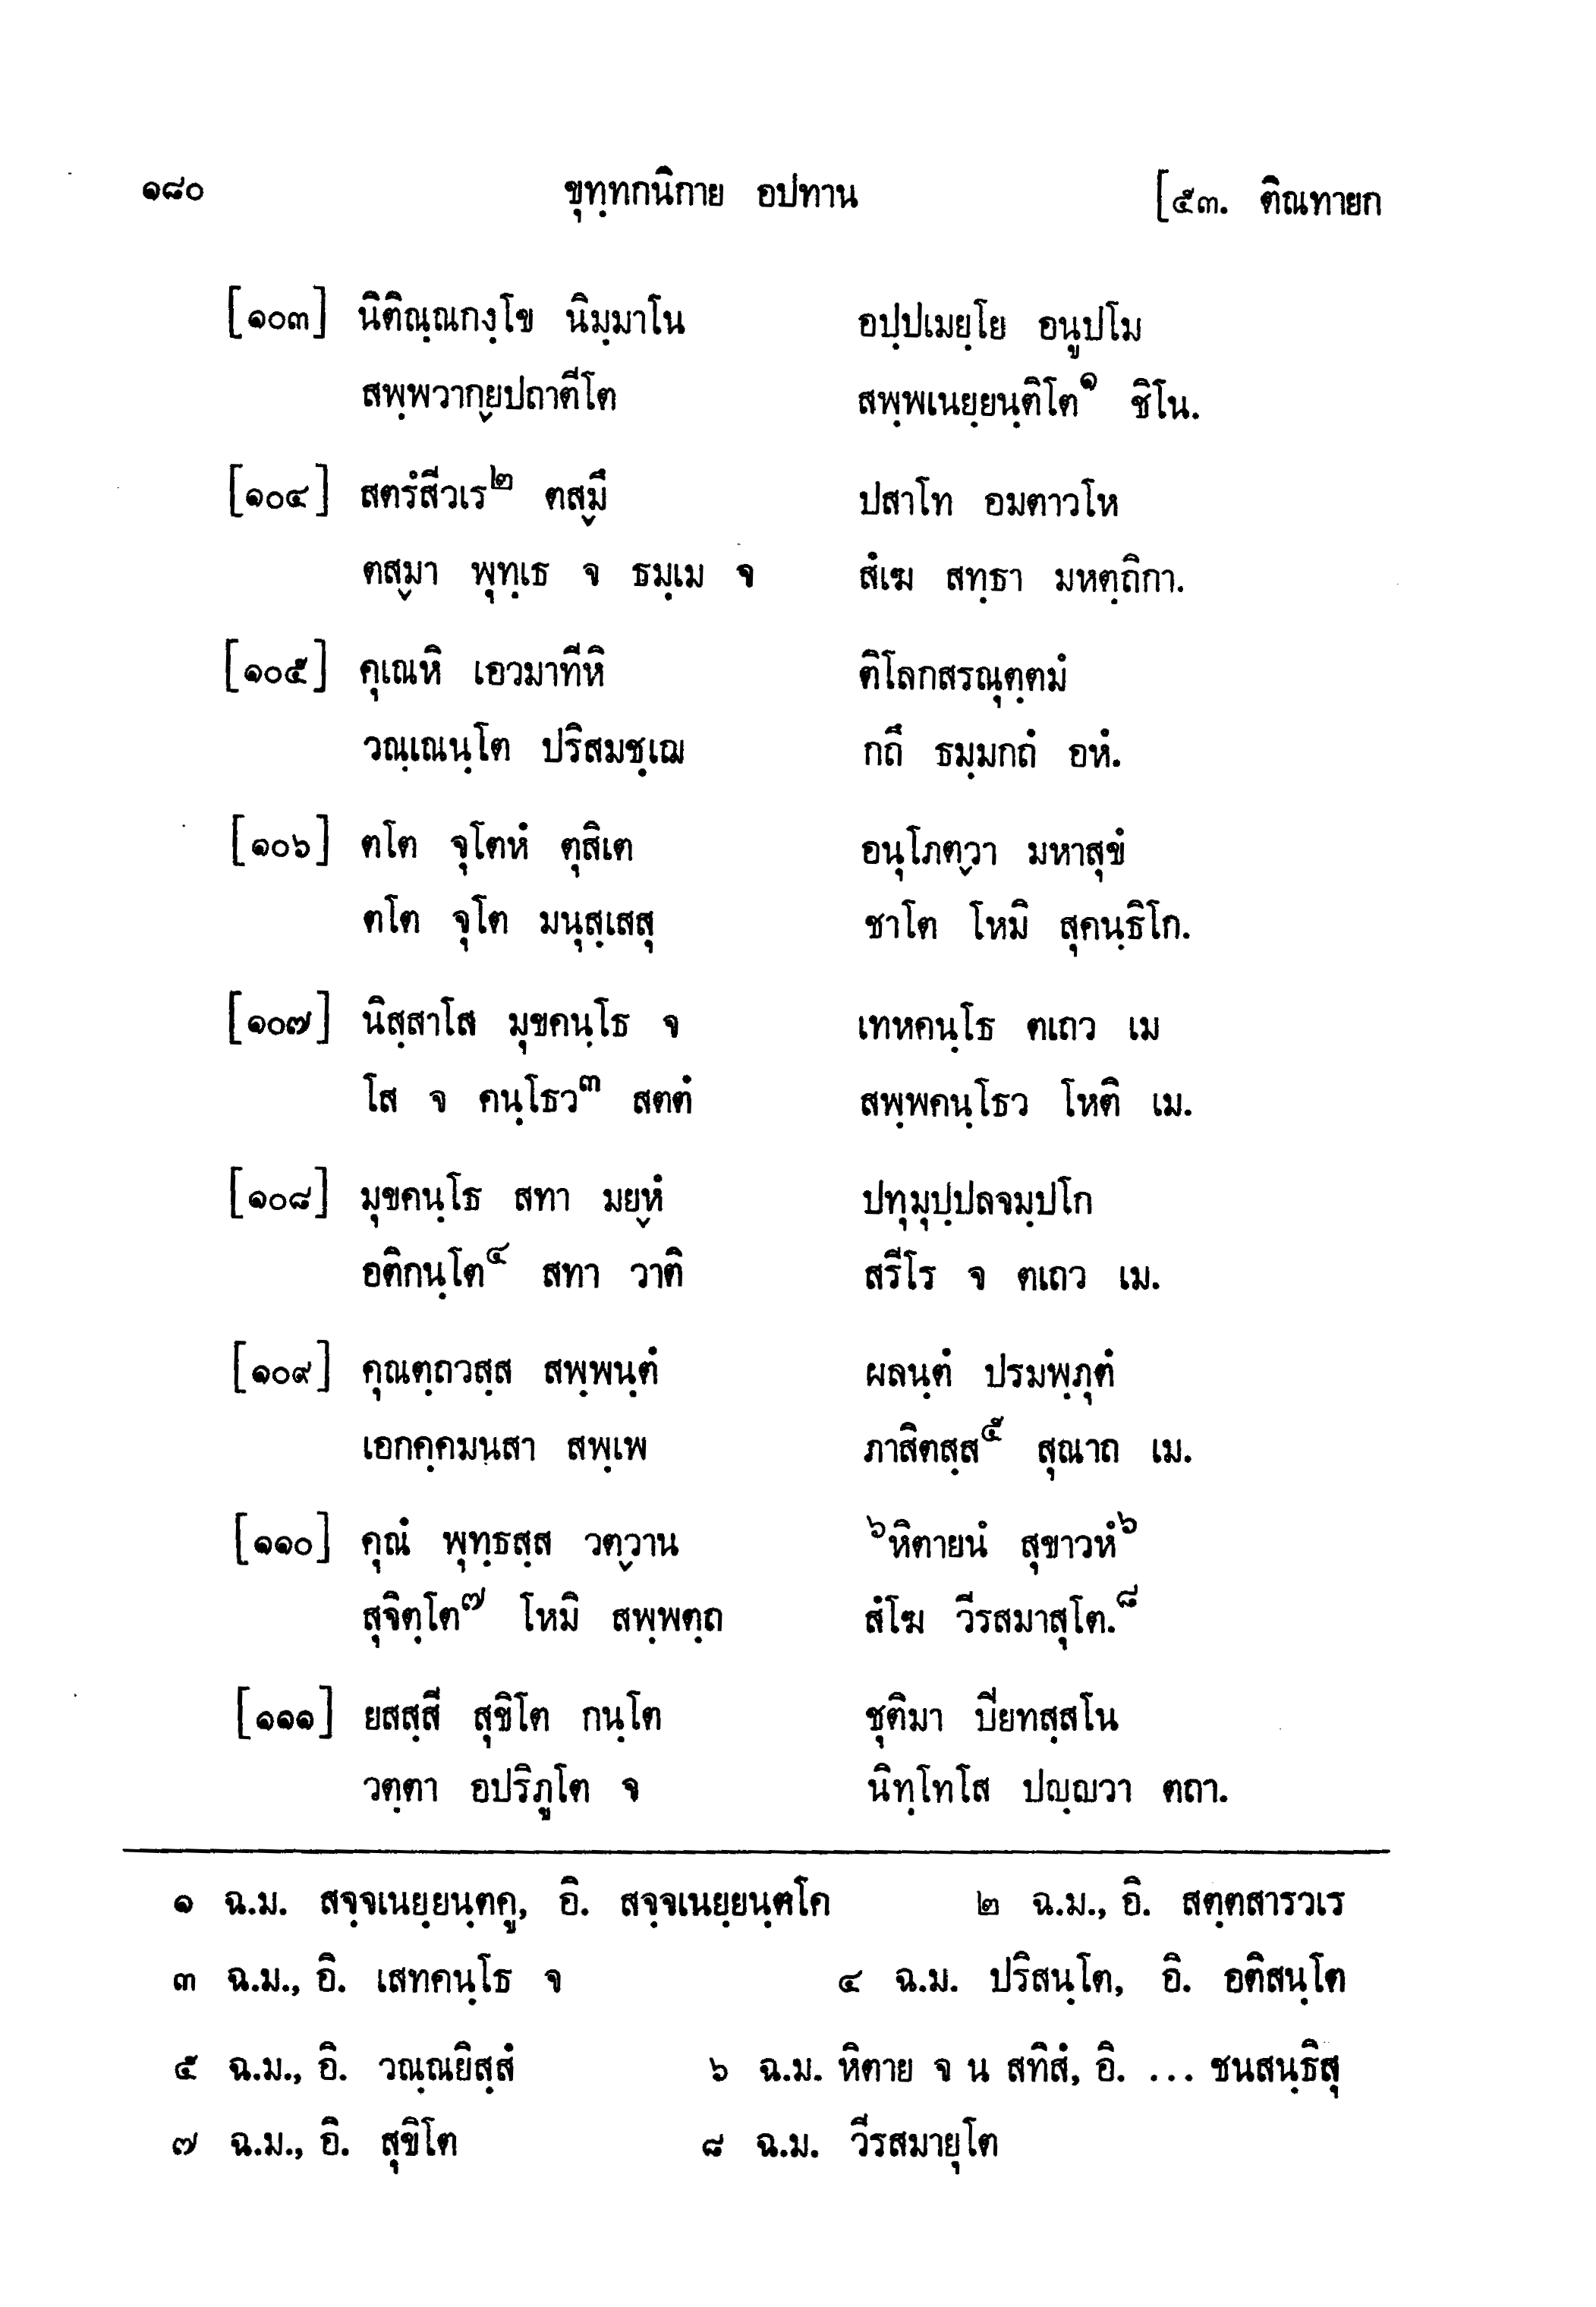 ๑๘๐ ขุทฺทกนิกาย อปทาน [๕๓. ติณทายก
[๑๐๓] นิติณฺณกงฺโข นิมฺมาโน อปฺปเมยฺโย อนูปโม
สพฺพวากฺยปถาตีโต สพฺพเนยฺยนฺติโต๑ ชิโน.
[๑๐๔] สตรํสีวเร๒ ตสฺมึ ปสาโท อมตาวโห
ตสฺมา พุทฺเธ จ ธมฺเม จ สํเฆ สทฺธา มหตฺถิกา.
[๑๐๕] คุเณหิ เอวมาทีหิ ติโลกสรณุตฺตมํ
วณฺเณนฺโต ปริสมชฺเฌ กถึ ธมฺมกถํ อหํ.
[๑๐๖] ตโต จุโตหํ ตุสิเต อนุโภตฺวา มหาสุขํ
ตโต จุโต มนุสฺเสสุ ชาโต โหมิ สุคนฺธิโก.
[๑๐๗] นิสฺสาโส มุขคนฺโธ จ เทหคนฺโธ ตเถว เม
โส จ คนฺโธว๓ สตตํ สพฺพคนฺโธว โหติ เม.
[๑๐๘] มุขคนฺโธ สทา มยฺหํ ปทุมุปฺปลจมฺปโก
อติกนฺโต๔ สทา วาติ สรีโร จ ตเถว เม.
[๑๐๙] คุณตฺถวสฺส สพฺพนฺตํ ผลนฺตํ ปรมพฺภุตํ
เอกคฺคมนสา สพฺเพ ภาสิตสฺส๕ สุณาถ เม.
[๑๑๐] คุณํ พุทฺธสฺส วตฺวาน ๖หิตายนํ สุขาวหํ๖
สุจิตฺโต๗ โหมิ สพฺพตฺถ สํโฆ วีรสมาสุโต.๘
[๑๑๑] ยสสฺสี สุขิโต กนฺโต ชุติมา ปิยทสฺสโน
วตฺตา อปริภูโต จ นิทฺโทโส ปญฺญวา ตถา.
๑ ฉ.ม. สจฺจเนยฺยนฺตคู, อิ. สจฺจเนยฺยนฺตโค ๒ ฉ.ม., อิ. สตฺตสารวเร
๓ ฉ.ม., อิ. เสทคนฺโธ จ ๔ ฉ.ม. ปริสนฺโต, อิ. อติสนฺโต
๕ ฉ.ม., อิ. วณฺณยิสฺสํ ๖ ฉ.ม. หิตาย จ น สทิสํ, อิ. ... ชนสนฺธิสุ
๗ ฉ.ม., อิ. สุขิโต ๘ ฉ.ม. วีรสมายุโต